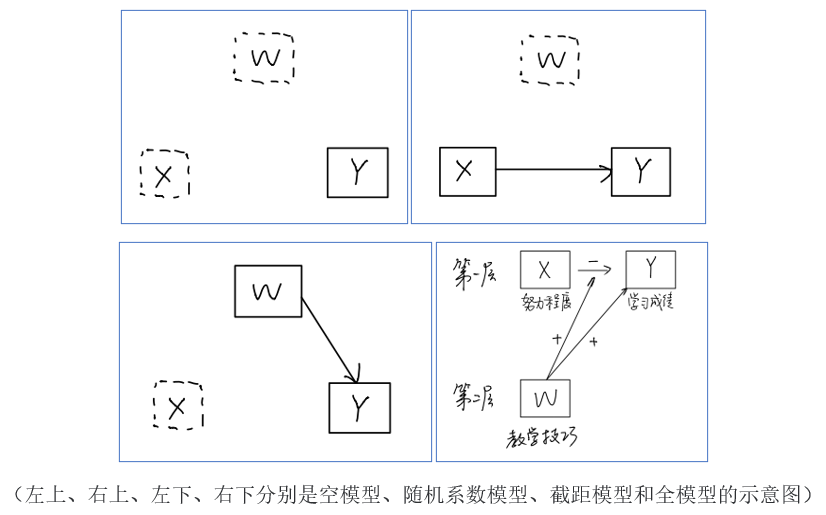 W
X
Y
W
X
Y
W
X
Y
第一层
X
—
Y
努力程度
学习成绩
+
+
第二层
W
教学技巧
（左上、右上、左下、右下分别是空模型、随机系数模型、截距模型和全模型的示意图）